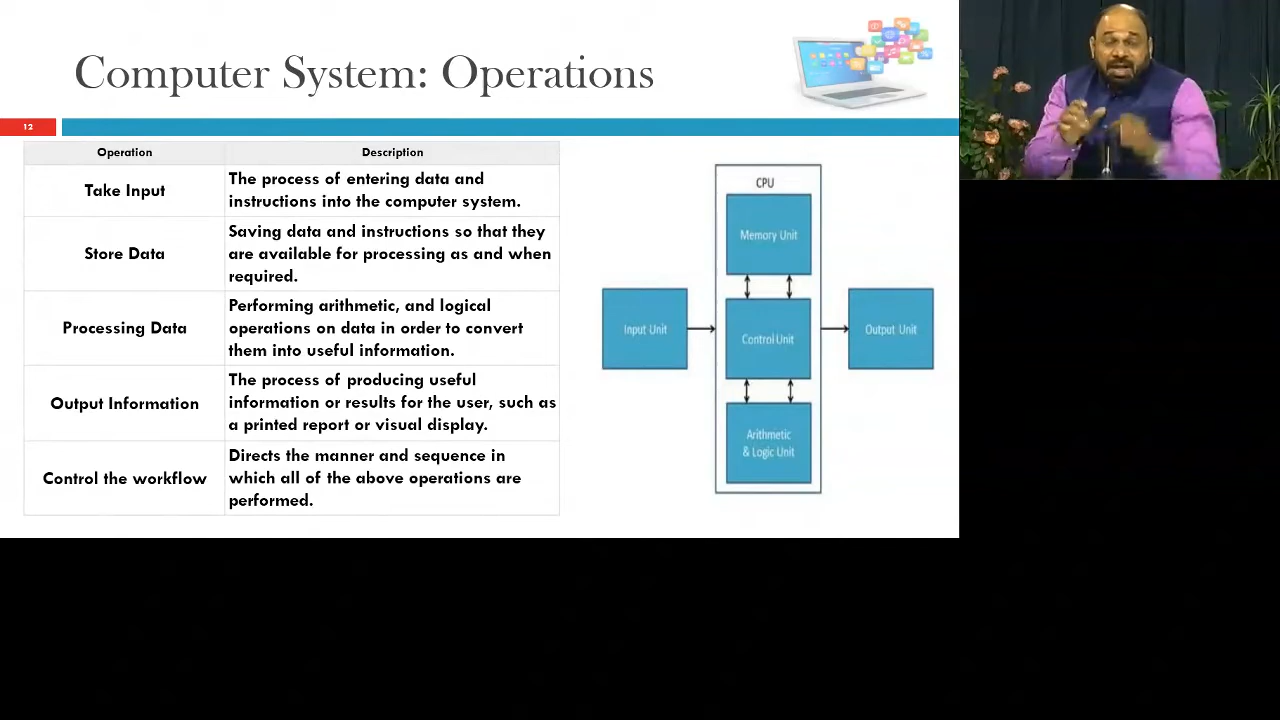 Computer System: Operations
12
Operation
Description
Take Input
The process of entering data and
instructions into the computer system.
Store Data
Saving data and instructions so that they
are available for processing as and when
required.
Processing Data
Performing arithmetic, and logical
operations on data in order to convert
them into useful information.
Output Information
The process of producing useful
information or results for the user, such as
a printed report or visual display.
Control the workflow
Directs the manner and sequence in
which all of the above operations are
performed.
CPU
Memory Unit
Input Unit
Control Unit
Output Unit
Arithmetic
& Logic Unit